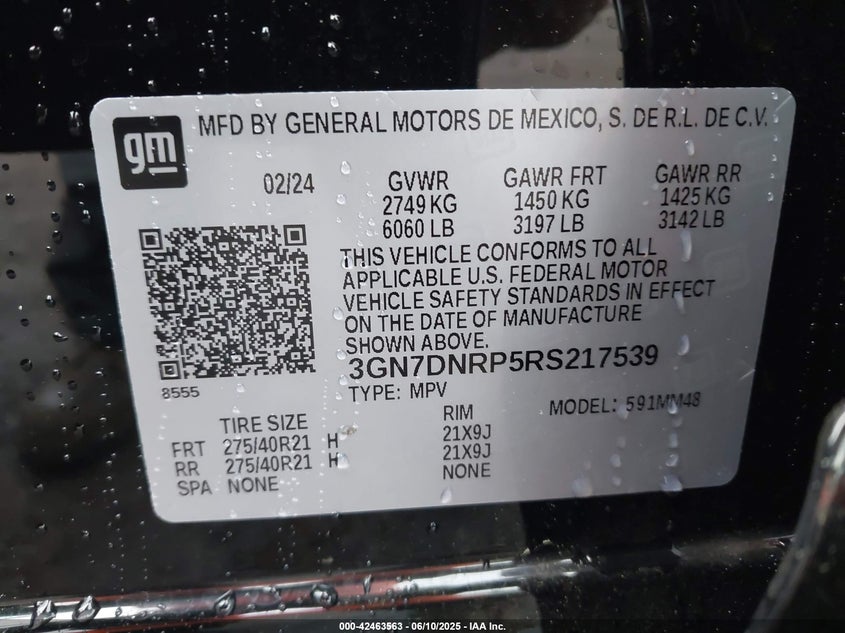 gm
MFD BY GENERAL MOTORS DE MEXICO, S. DE R.L. DE C.V.
02/24
GVWR GAWR FRT GAWR RR
2749 KG 1450 KG 1425 KG
6060 LB 3197 LB 3142 LB
THIS VEHICLE CONFORMS TO ALL
APPLICABLE U.S. FEDERAL MOTOR
VEHICLE SAFETY STANDARDS IN EFFECT
ON THE DATE OF MANUFACTURE
SHOWN ABOVE.
3GN7DNRP5RS217539
8555
TYPE: MPV MODEL: 591MM48
TIRE SIZE RIM
FRT 275/40R21 H 21X9J
RR 275/40R21 H 21X9J
SPA NONE NONE
000-42463563 - 06/10/2025 - IAA Inc.